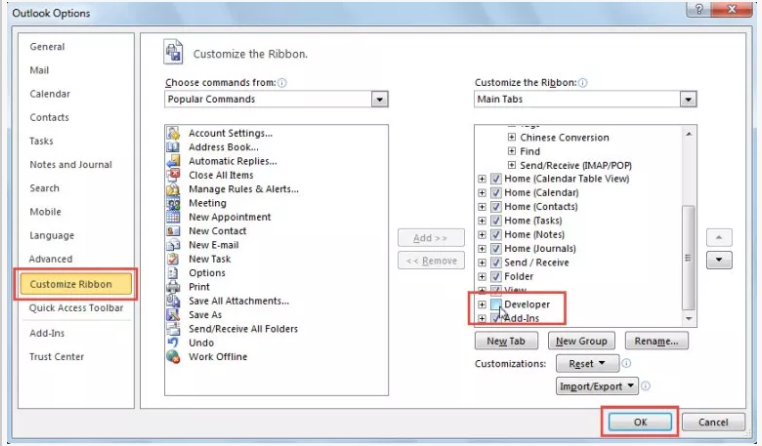 Outlook Options
General
Mail
Calendar
Contacts
Tasks
Notes and Journal
Search
Mobile
Language
Advanced
Customize Ribbon
Quick Access Toolbar
Add-Ins
Trust Center
Customize the Ribbon.
Choose commands from:
Popular Commands
Account Settings...
Address Book...
Automatic Replies...
Close All Items
Manage Rules & Alerts...
Meeting
New Appointment
New Contact
New E-mail
New Task
Options
Print
Save All Attachments...
Save As
Send/Receive All Folders
Undo
Work Offline
Add >>
<< Remove
Customize the Ribbon:
Main Tabs
Chinese Conversion
Find
Send/Receive (IMAP/POP)
Home (Calendar Table View)
Home (Calendar)
Home (Contacts)
Home (Tasks)
Home (Notes)
Home (Journals)
Send / Receive
Folder
View
Developer
Add-Ins
New Tab
New Group
Rename...
Customizations:
Reset
Import/Export
OK
Cancel